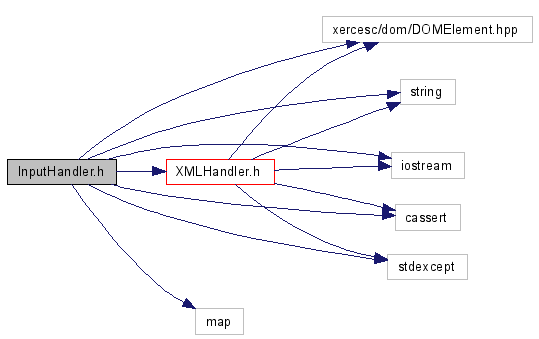 xercesc/dom/DOMElement.hpp
string
InputHandler.h
XMLHandler.h
iostream
cassert
stdexcept
map